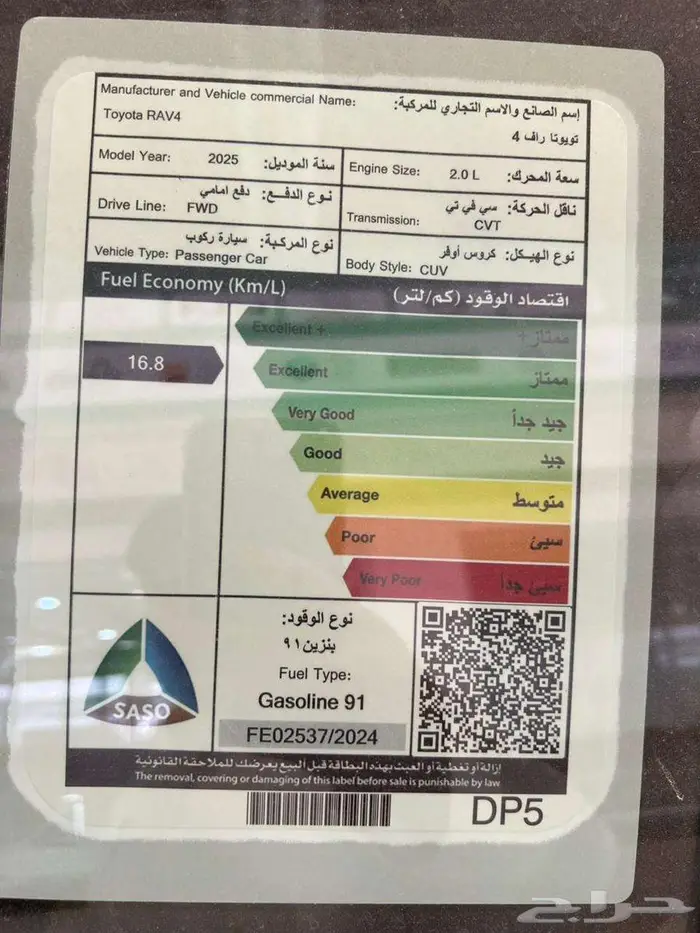 Manufacturer and Vehicle commercial Name:
إسم الصانع والاسم التجاري للمركبة:
Toyota RAV4
تويوتا راف 4
Model Year: 2025 سنة الموديل:
Engine Size: 2.0 L سعة المحرك:
نوع الدفع: دفع امامي
Drive Line: FWD
ناقل الحركة: سي في تي
Transmission: CVT
نوع المركبة: سيارة ركوب
Vehicle Type: Passenger Car
نوع الهيكل: كروس أوفر
Body Style: CUV
Fuel Economy (Km/L) اقتصاد الوقود (كم/لتر)
Excellent + ممتاز+
16.8
Excellent ممتاز
Very Good جيد جداً
Good جيد
Average متوسط
Poor سيئ
Very Poor سيئ جداً
SASO
نوع الوقود:
بنزين ٩١
Fuel Type:
Gasoline 91
FE02537/2024
إزالة أو تغطية أو العبث بهذه البطاقة قبل البيع يعرضك للملاحقة القانونية
The removal, covering or damaging of this label before sale is punishable by law
DP5
حراج